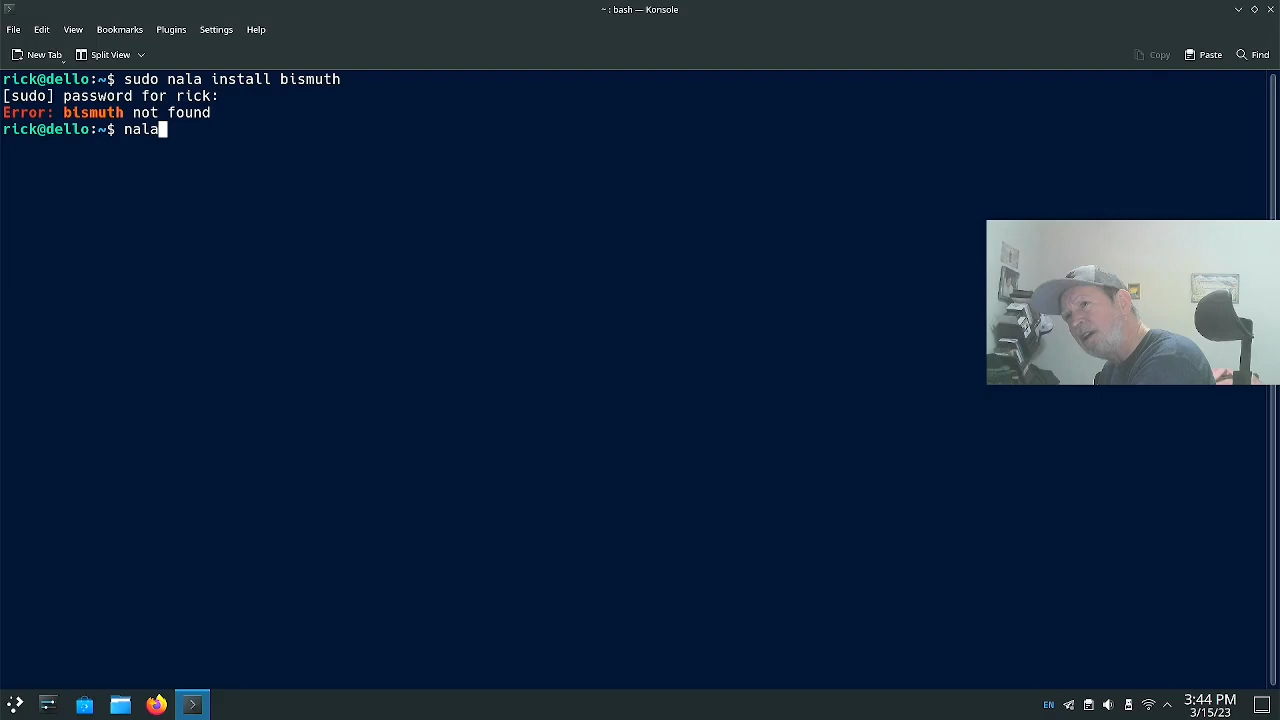 ~ : bash — Konsole
File Edit View Bookmarks Plugins Settings Help
New Tab Split View Copy Paste Find
rick@dello:~$ sudo nala install bismuth
[sudo] password for rick:
Error: bismuth not found
rick@dello:~$ nala
EN 3:44 PM
3/15/23